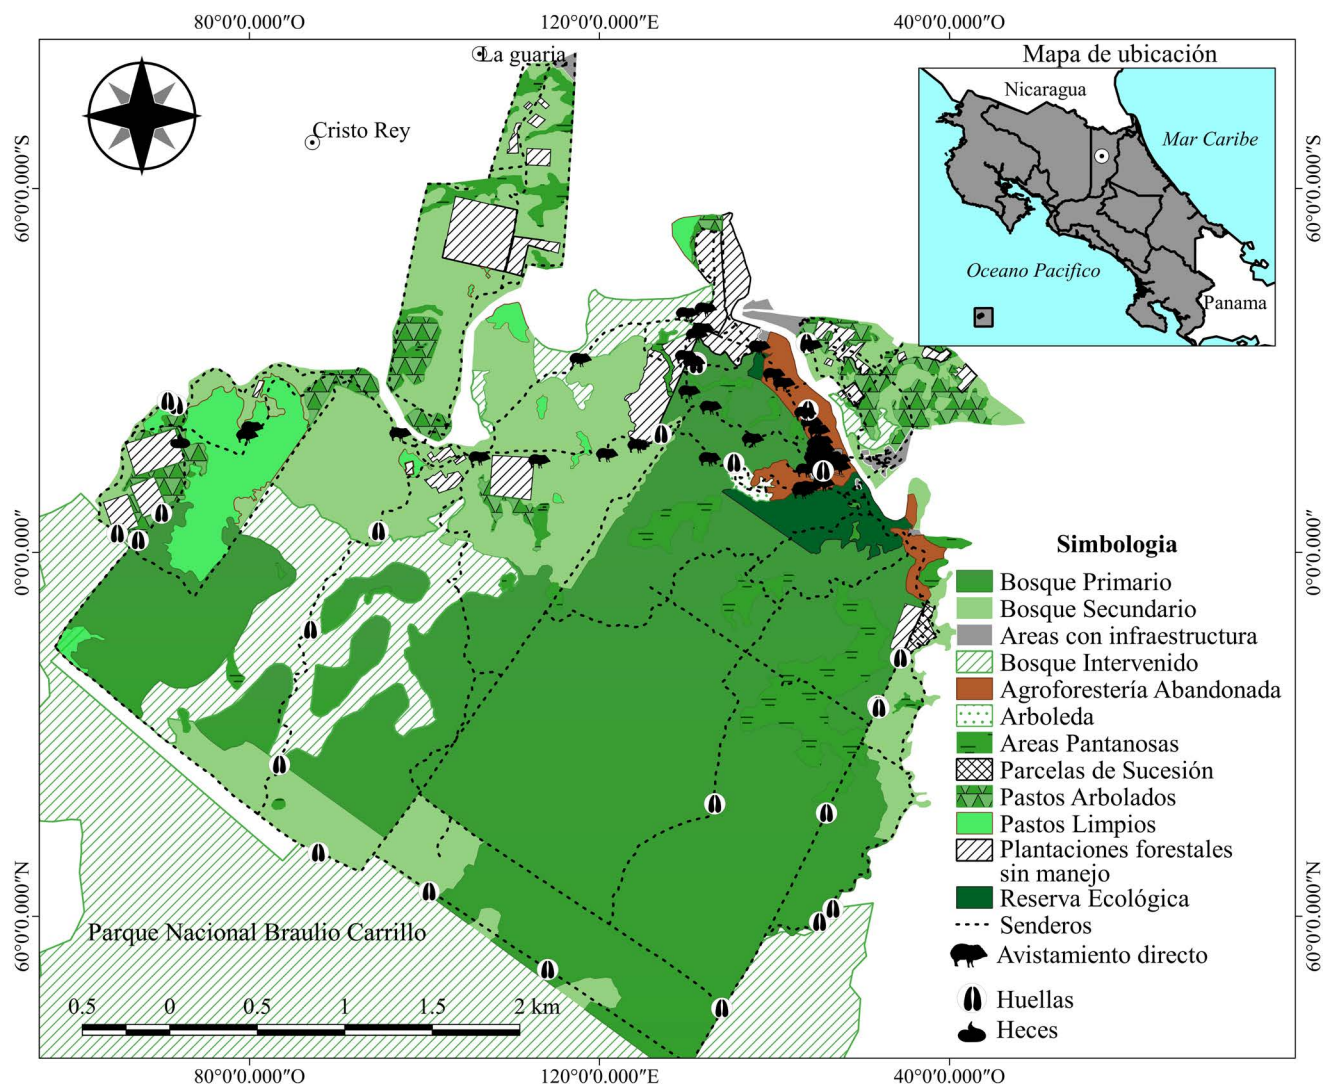 80°0'0.000"O
120°0'0.000"E
40°0'0.000"O
La guaria
Cristo Rey
Mapa de ubicación
Nicaragua
Mar Caribe
Oceano Pacifico
Panama
60°0'0.000"S
60°0'0.000"S
0°0'0.000"
0°0'0.000"
60°0'0.000"N
60°0'0.000"N
Simbologia
Bosque Primario
Bosque Secundario
Areas con infraestructura
Bosque Intervenido
Agroforestería Abandonada
Arboleda
Areas Pantanosas
Parcelas de Sucesión
Pastos Arbolados
Pastos Limpios
Plantaciones forestales
sin manejo
Reserva Ecológica
Senderos
Avistamiento directo
Huellas
Heces
Parque Nacional Braulio Carrillo
0.5 0 0.5 1 1.5 2 km
80°0'0.000"O
120°0'0.000"E
40°0'0.000"O